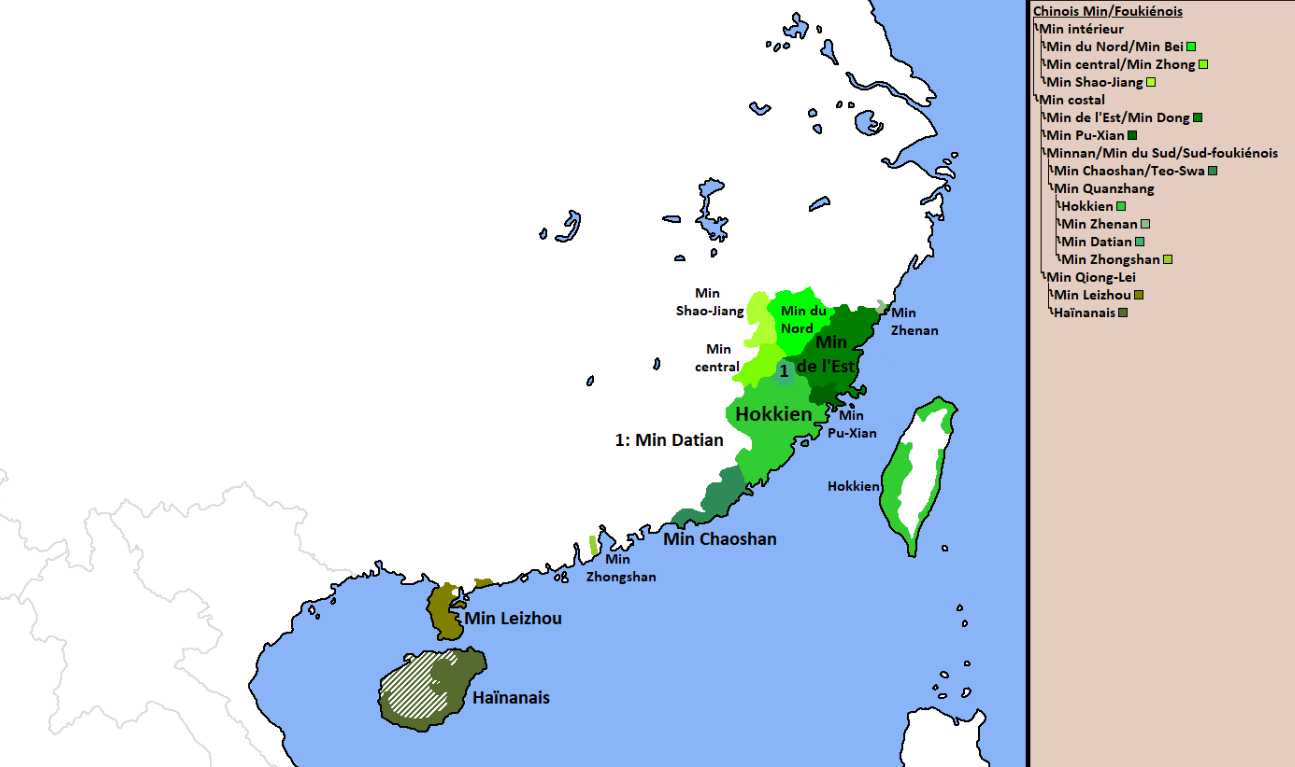 Chinois Min/Foukiénois
Min intérieur
Min du Nord/Min Bei
Min central/Min Zhong
Min Shao-Jiang
Min costal
Min de l'Est/Min Dong
Min Pu-Xian
Minnan/Min du Sud/Sud-foukiénois
Min Chaoshan/Teo-Swa
Min Quanzhang
Hokkien
Min Zhenan
Min Datian
Min Zhongshan
Min Qiong-Lei
Min Leizhou
Haïnanais
Min
Shao-Jiang
Min du
Nord
Min
Zhenan
Min
de l'Est
Min
central
1
Hokkien
Min
Pu-Xian
1: Min Datian
Hokkien
Min Chaoshan
Min
Zhongshan
Min Leizhou
Haïnanais